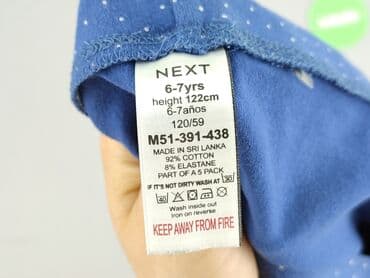 NEXT
6-7yrs
height 122cm
6-7años
120/59
M51-391-438
MADE IN SRI LANKA
92% COTTON
8% ELASTANE
PART OF A 5 PACK
IF IT'S NOT DIRTY WASH AT 30
40
Wash inside out
Iron on reverse
KEEP AWAY FROM FIRE